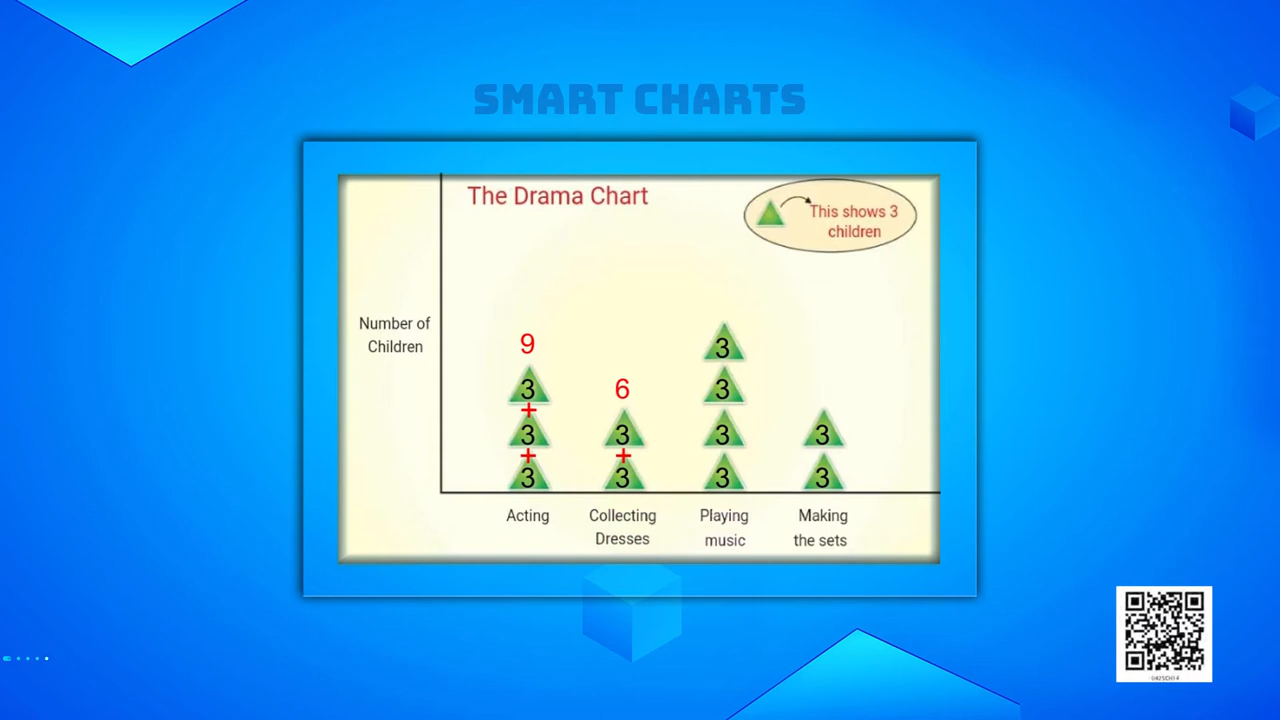 SMART CHARTS
The Drama Chart
This shows 3
children
Number of
Children
9
3
+
3
+
3
6
3
+
3
3
3
3
3
3
3
Acting
Collecting
Dresses
Playing
music
Making
the sets
0425CH14